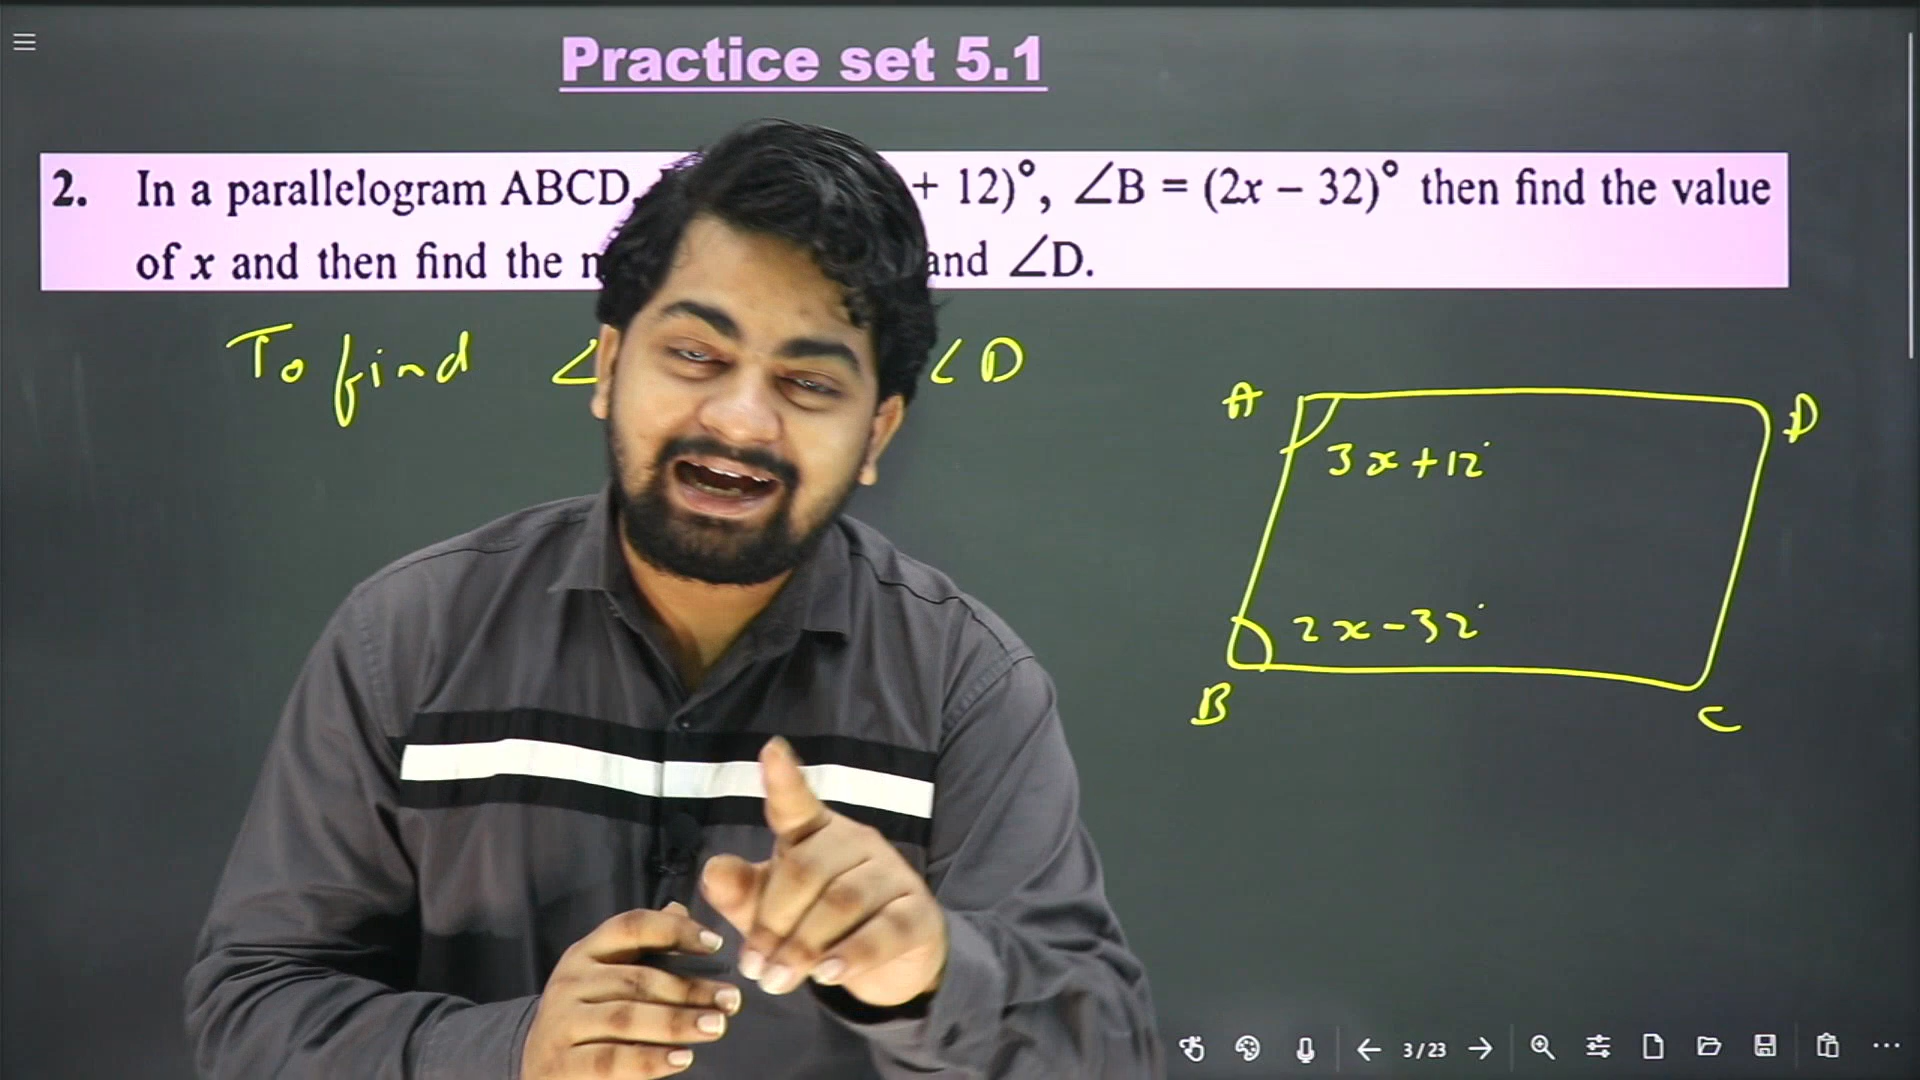 Practice set 5.1
2. In a parallelogram ABCD, + 12)°, ∠B = (2x – 32)° then find the value
of x and then find the and ∠D.
To find ∠ ∠D
A D
3x+12°
2x-32°
B C
3/23